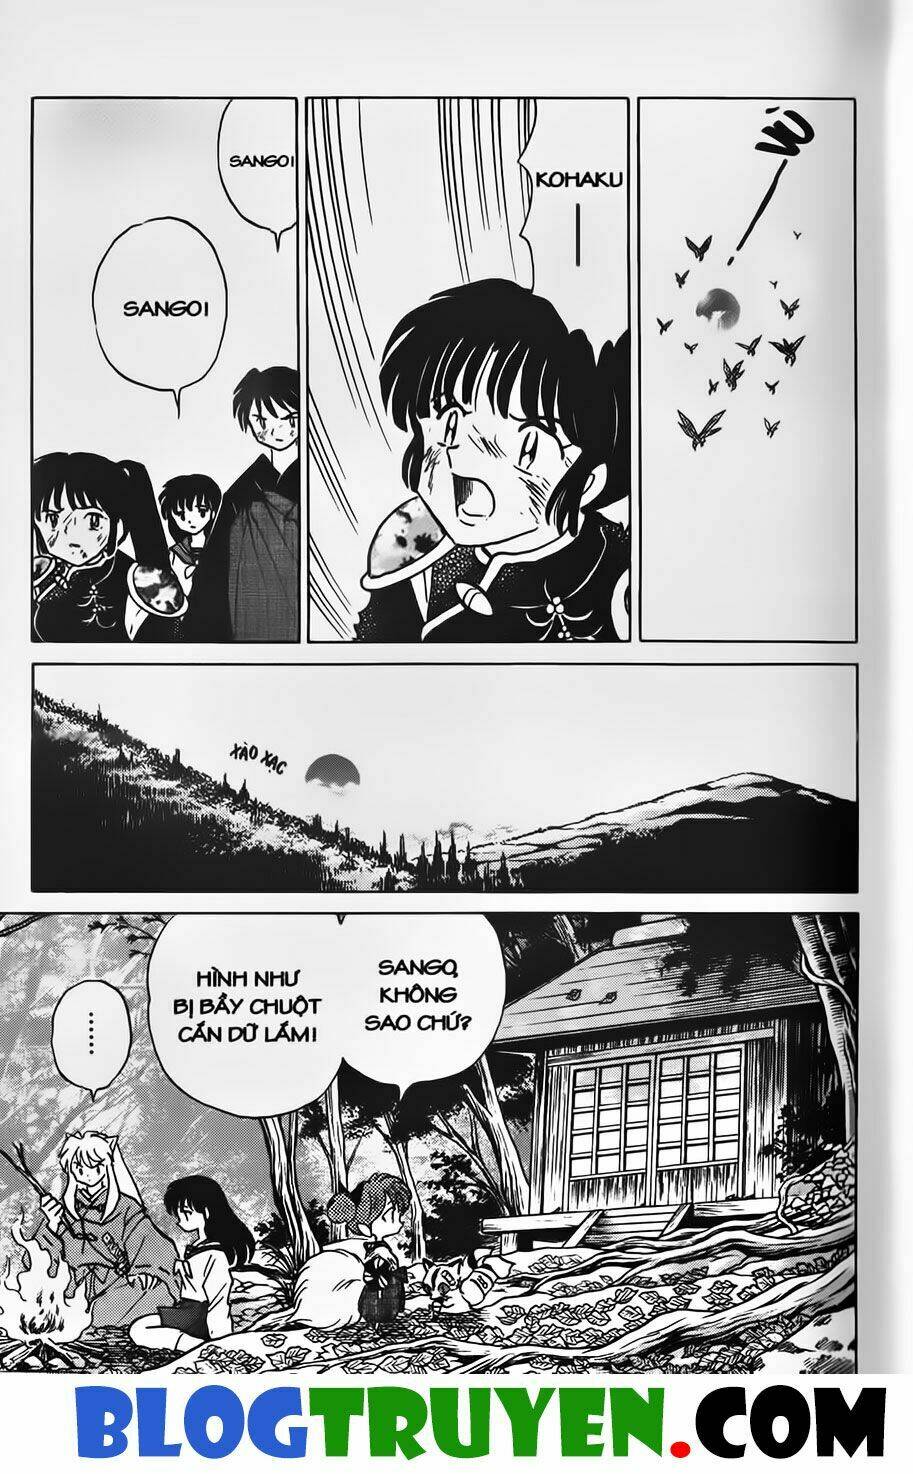 VÙ
KOHAKU
—
SANGO!
SANGO!
XÀO XẠC
SANGO,
KHÔNG
SAO CHỨ?
HÌNH NHƯ
BỊ BẦY CHUỘT
CẮN DỮ LẮM!
......
BLOGTRUYEN.COM